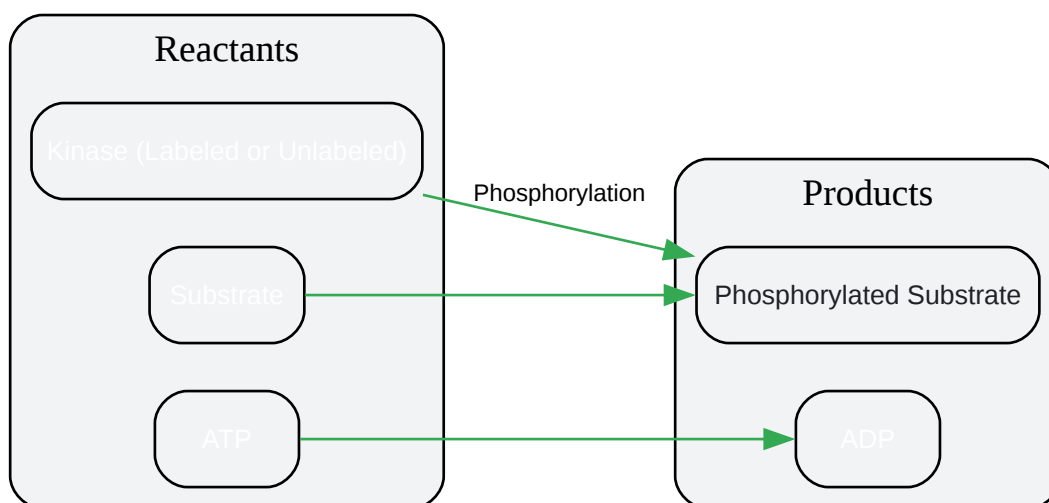 Reactants
Kinase (Labeled or Unlabeled)
Phosphorylation
Products
Substrate
Phosphorylated Substrate
ATP
ADP